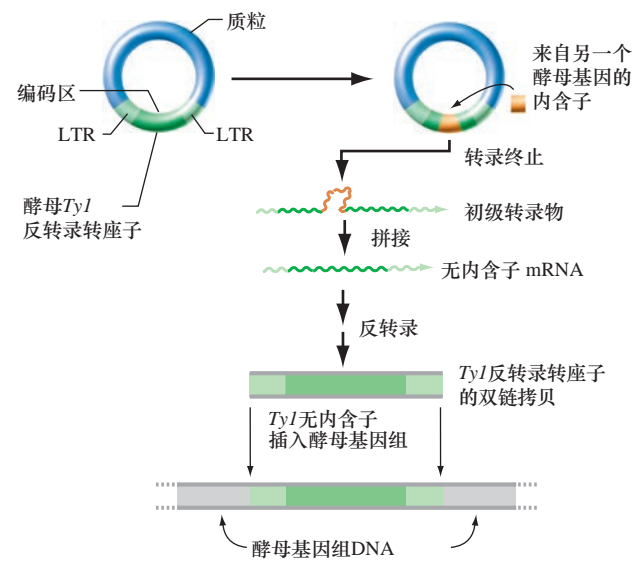 质粒
编码区
LTR
LTR
酵母Ty1
反转录转座子
来自另一个
酵母基因的
内含子
转录终止
初级转录物
拼接
无内含子 mRNA
反转录
Ty1反转录转座子
的双链拷贝
Ty1无内含子
插入酵母基因组
酵母基因组DNA